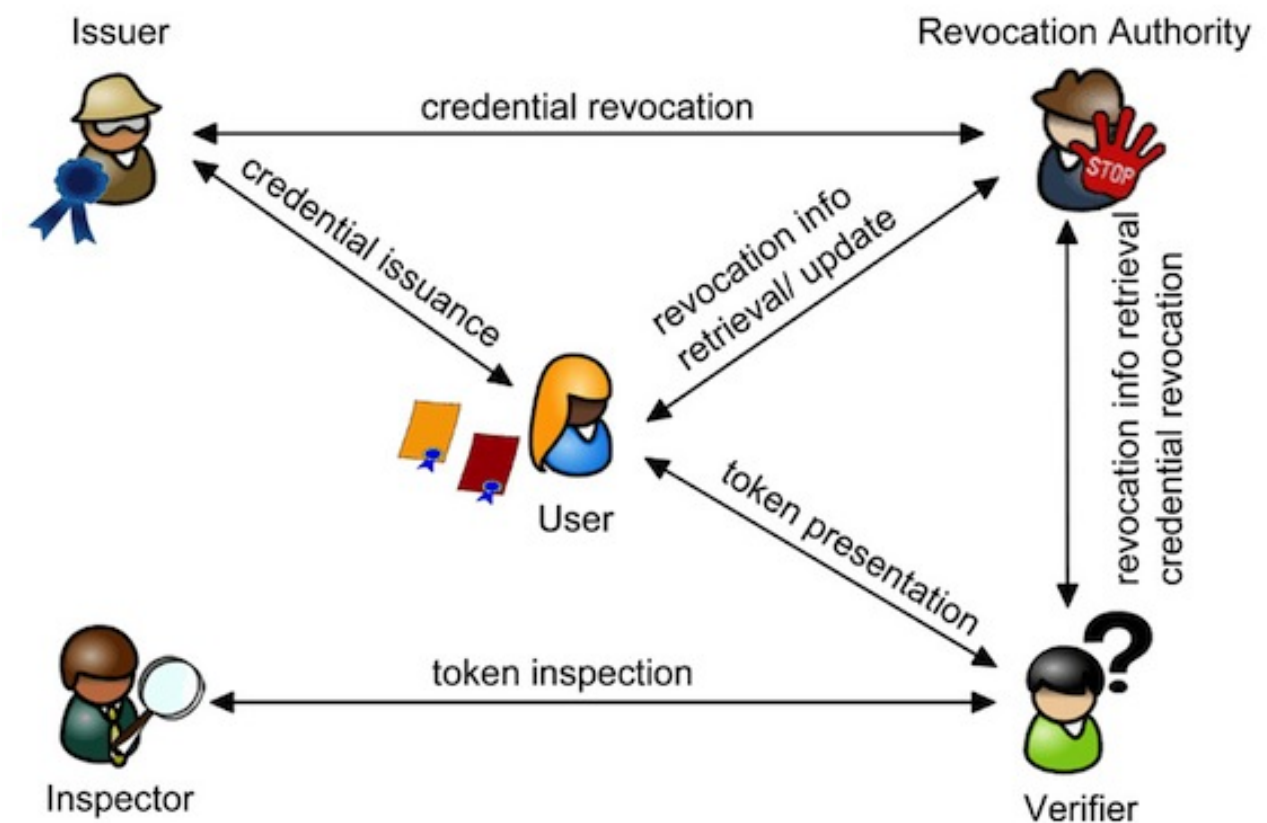 Issuer
Revocation Authority
credential revocation
STOP
credential issuance
revocation info
retrieval/ update
revocation info retrieval
credential revocation
User
token presentation
token inspection
Inspector
Verifier
?